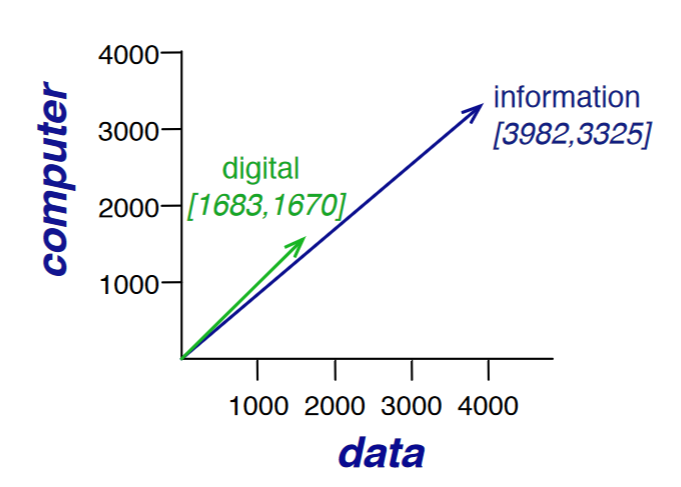 4000
3000
2000
1000
computer
information
[3982,3325]
digital
[1683,1670]
1000 2000 3000 4000
data